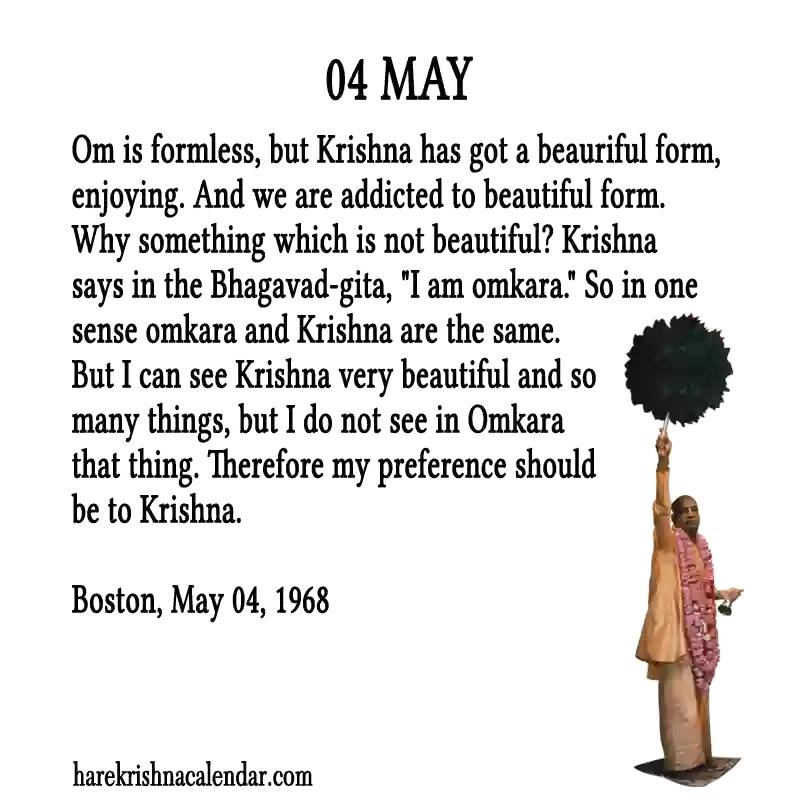 04 MAY
Om is formless, but Krishna has got a beauriful form,
enjoying. And we are addicted to beautiful form.
Why something which is not beautiful? Krishna
says in the Bhagavad-gita, "I am omkara." So in one
sense omkara and Krishna are the same.
But I can see Krishna very beautiful and so
many things, but I do not see in Omkara
that thing. Therefore my preference should
be to Krishna.
Boston, May 04, 1968
harekrishnacalendar.com